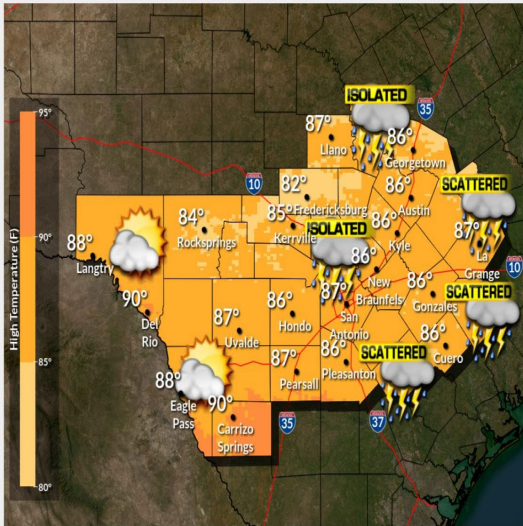 ISOLATED
35
95°
87°
Llano
86°
Georgetown
10
82°
Fredericksburg
86°
Austin
SCATTERED
84°
Rocksprings
85°
Kerrville
86°
Kyle
87°
La
Grange
ISOLATED
90°
88°
Langtry
86°
New
Braunfels
10
High Temperature (F)
90°
Del
Rio
87°
Uvalde
86°
Hondo
87°
San
Antonio
86°
Gonzales
SCATTERED
86°
Cuero
85°
88°
Eagle
Pass
87°
Pearsall
86°
Pleasanton
SCATTERED
90°
Carrizo
Springs
35
37
80°